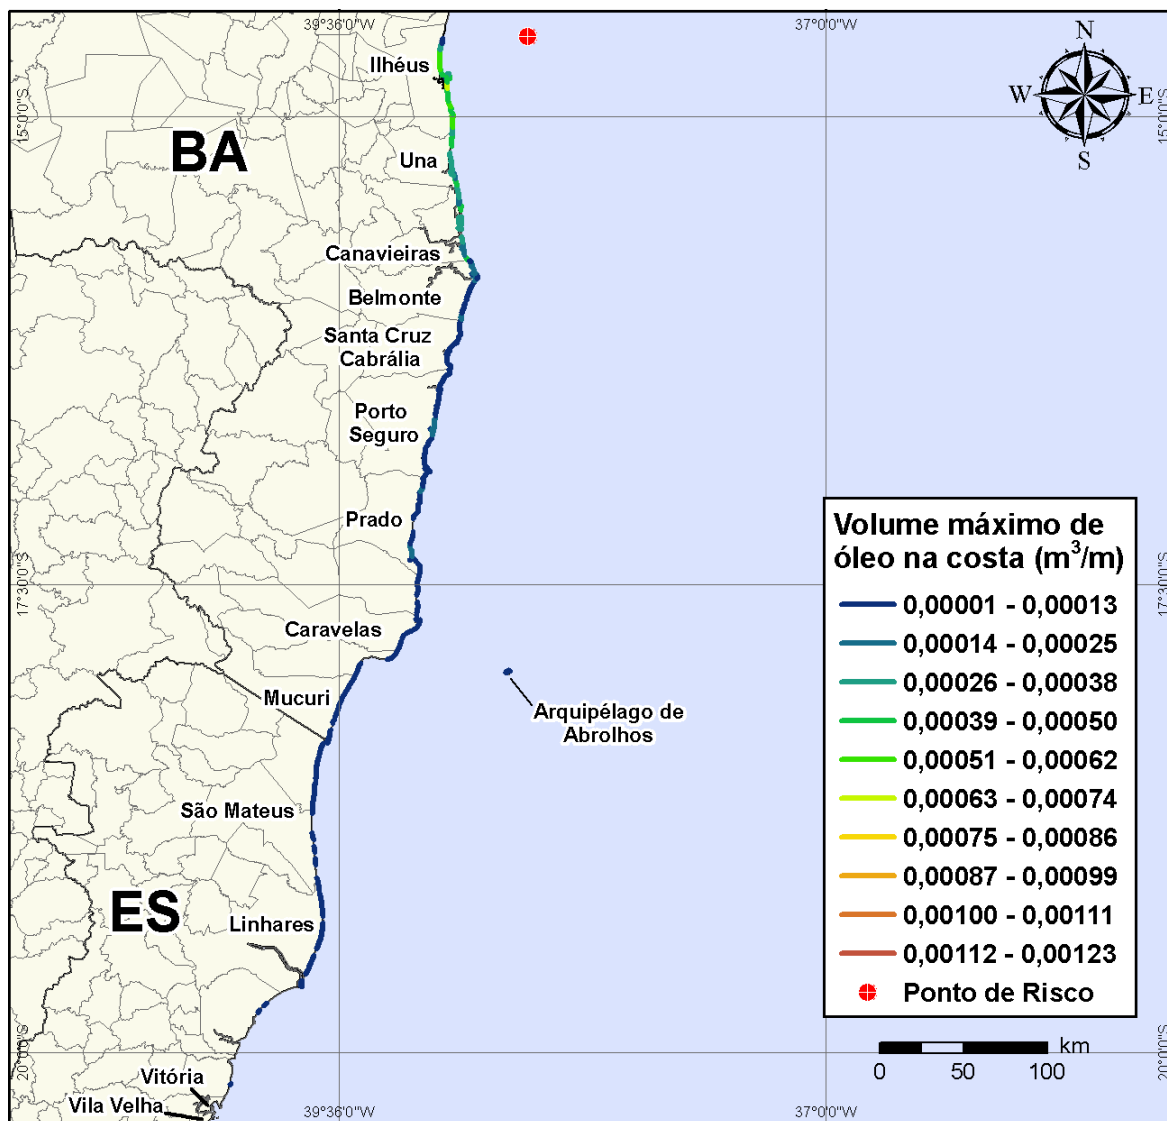 39°36'0"W
37°0'0"W
N
W
E
S
Ilhéus
15°0'0"S
15°0'0"S
BA
Una
Canavieiras
Belmonte
Santa Cruz
Cabrália
Porto
Seguro
Prado
17°30'0"S
17°30'0"S
Caravelas
Mucuri
Arquipélago de
Abrolhos
São Mateus
ES
Linhares
Vitória
Vila Velha
20°0'0"S
20°0'0"S
39°36'0"W
37°0'0"W
Volume máximo de
óleo na costa (m³/m)
0,00001 - 0,00013
0,00014 - 0,00025
0,00026 - 0,00038
0,00039 - 0,00050
0,00051 - 0,00062
0,00063 - 0,00074
0,00075 - 0,00086
0,00087 - 0,00099
0,00100 - 0,00111
0,00112 - 0,00123
Ponto de Risco
km
0 50 100